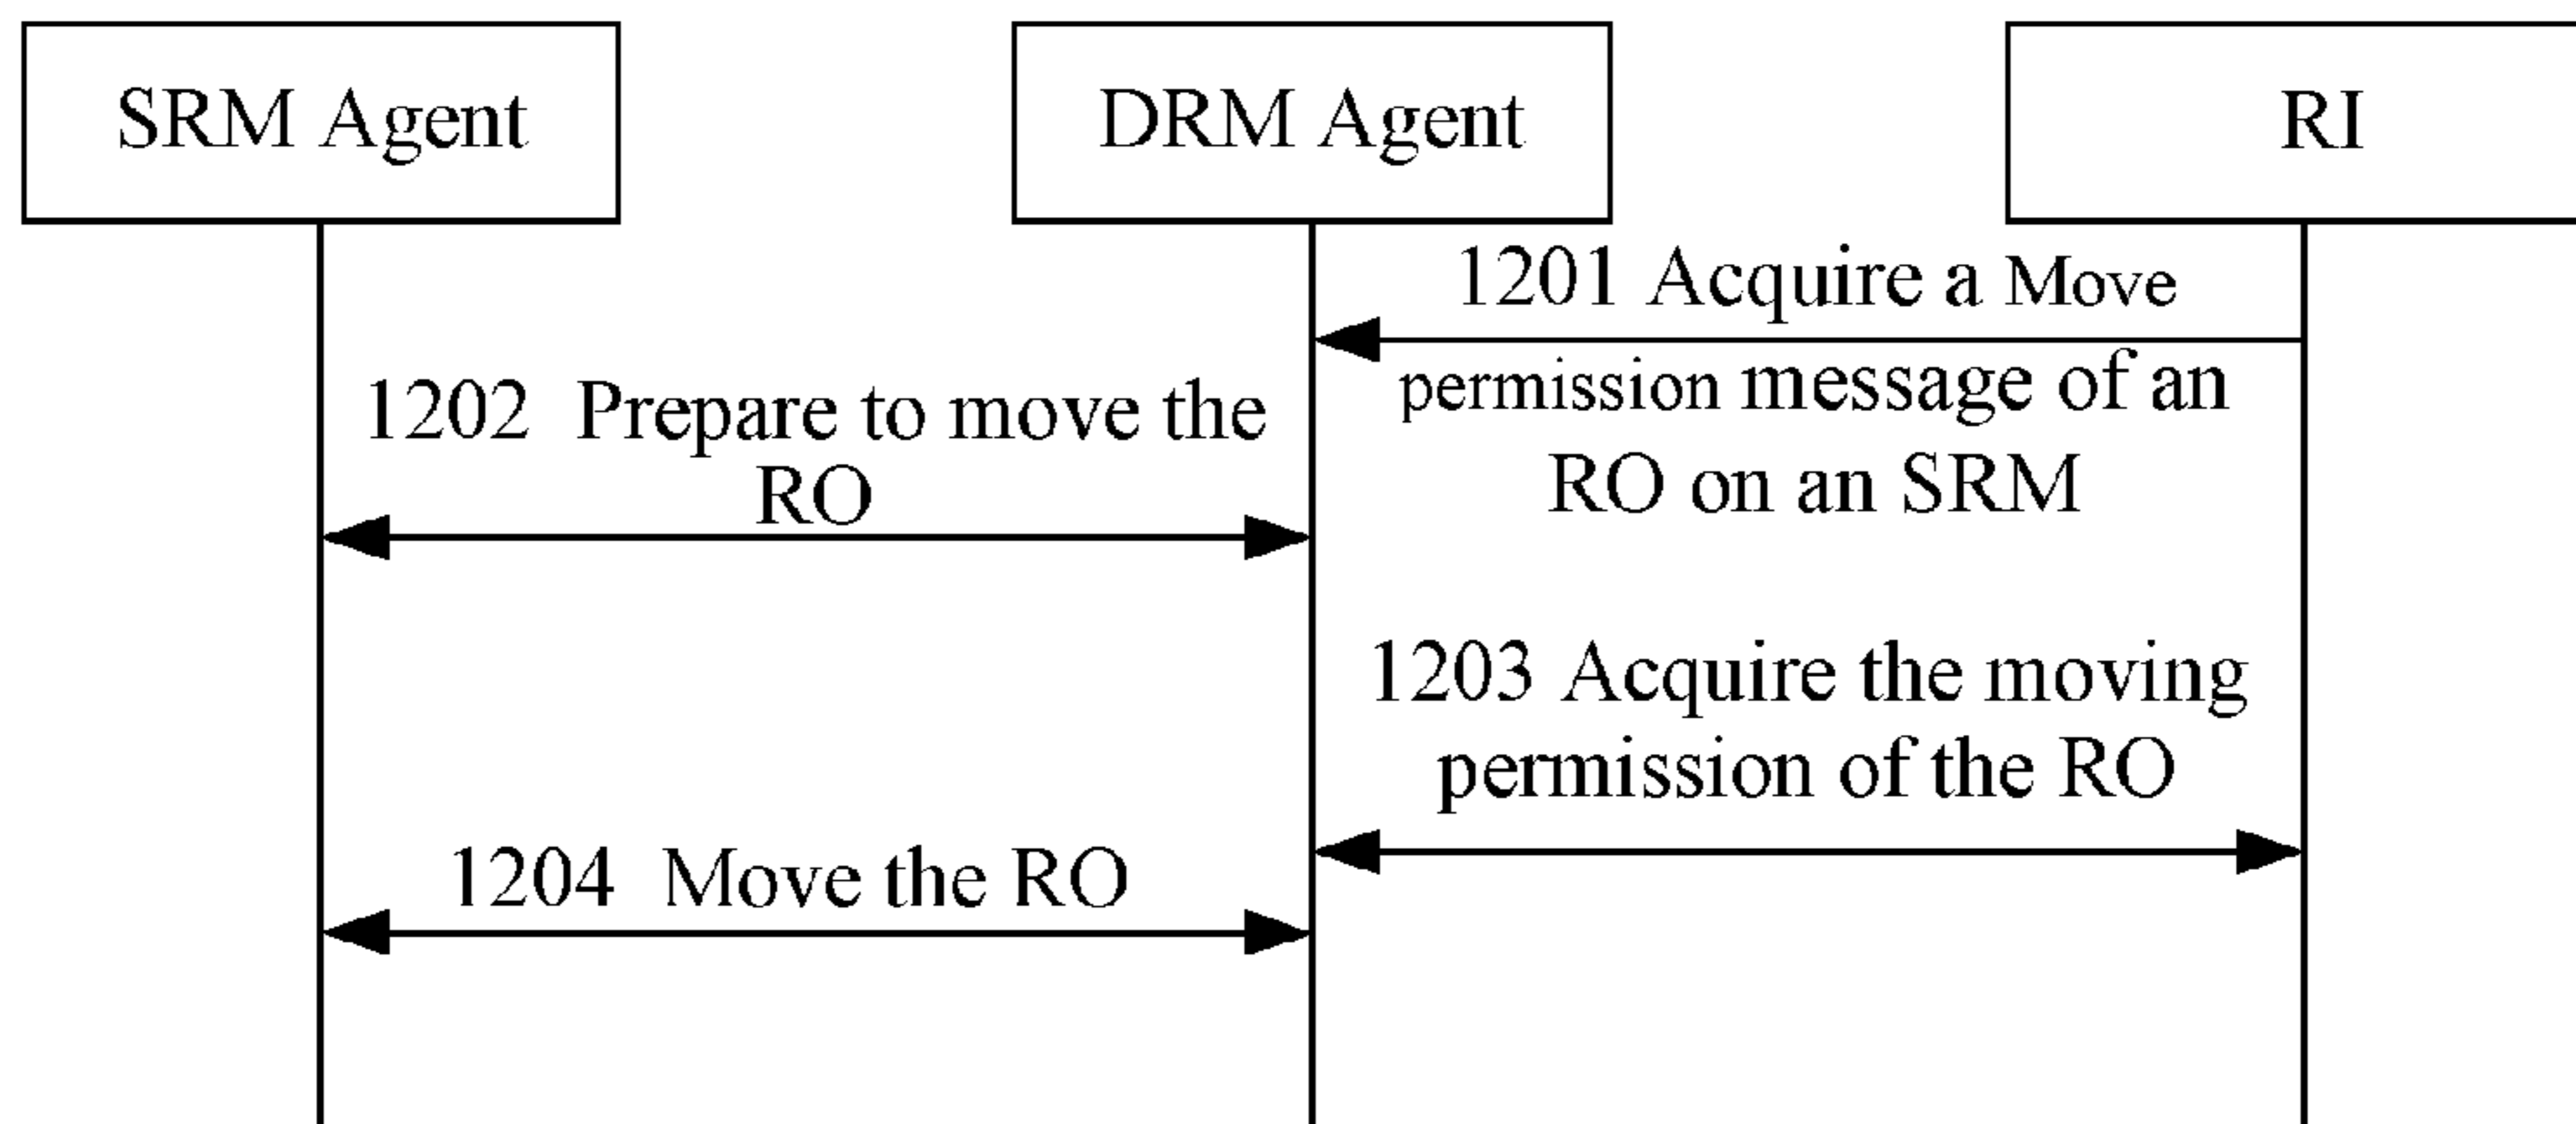 SRM Agent
DRM Agent
RI
1201 Acquire a Move
permission message of an
RO on an SRM
1202 Prepare to move the
RO
1203 Acquire the moving
permission of the RO
1204 Move the RO